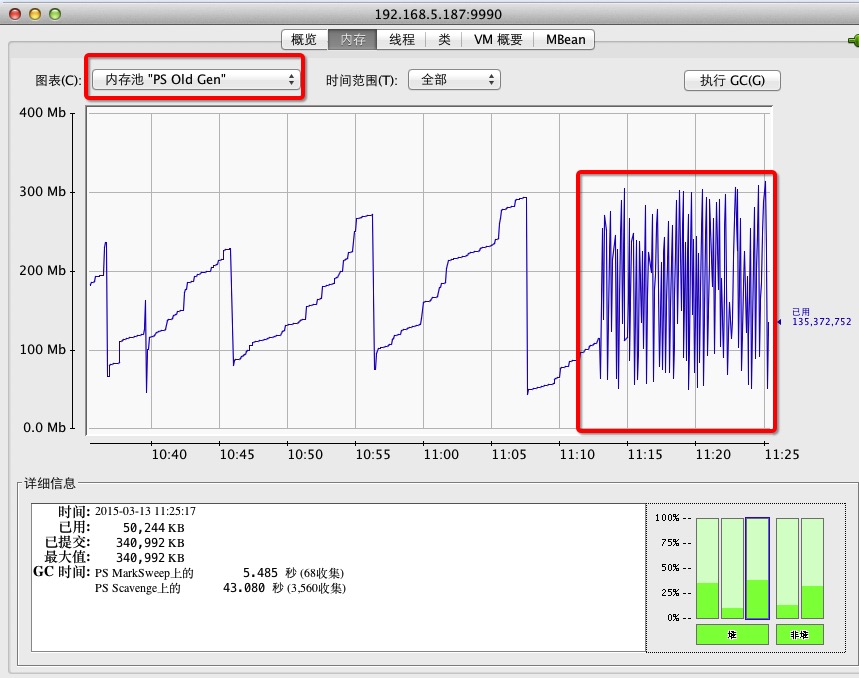 192.168.5.187:9990
概览 内存 线程 类 VM 概要 MBean
图表(C): 内存池 "PS Old Gen" 时间范围(T): 全部 执行 GC(G)
400 Mb
300 Mb
200 Mb
100 Mb
0.0 Mb
已用
135,372,752
10:40 10:45 10:50 10:55 11:00 11:05 11:10 11:15 11:20 11:25
详细信息
时间: 2015-03-13 11:25:17
已用: 50,244 KB
已提交: 340,992 KB
最大值: 340,992 KB
GC 时间: PS MarkSweep上的 5.485 秒 (68收集)
PS Scavenge上的 43.080 秒 (3,560收集)
100% --
75% --
50% --
25% --
0% --
堆 非堆